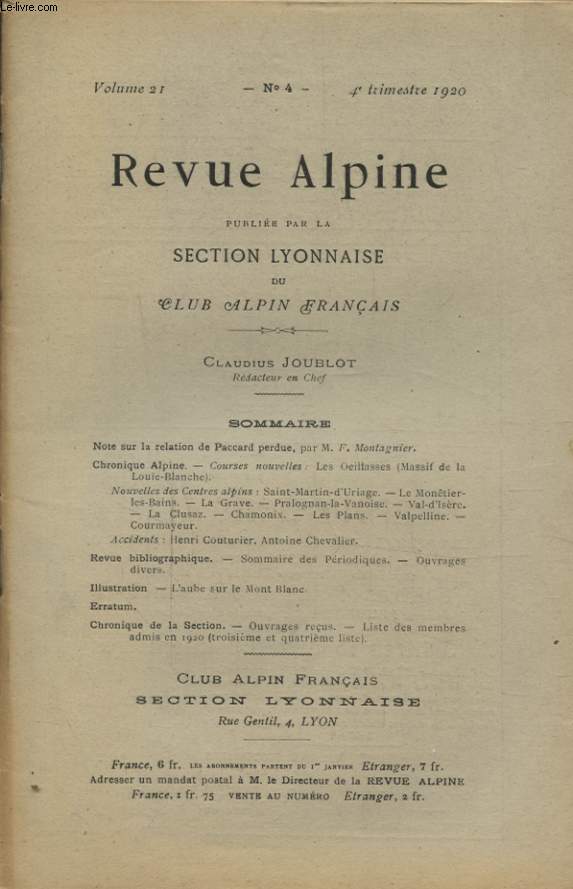 Le-livre.com
Volume 21 — No 4 — 4e trimestre 1920
Revue Alpine
PUBLIÉE PAR LA
SECTION LYONNAISE
DU
CLUB ALPIN FRANÇAIS
CLAUDIUS JOUBLOT
Rédacteur en Chef
SOMMAIRE
Note sur la relation de Paccard perdue, par M. F. Montagnier.
Chronique Alpine. — Courses nouvelles : Les Oeillasses (Massif de la
Louie-Blanche).
Nouvelles des Centres alpins : Saint-Martin-d'Uriage. — Le Monêtier-
les-Bains. — La Grave. — Pralognan-la-Vanoise. — Val-d'Isère.
— La Clusaz. — Chamonix. — Les Plans. — Valpelline. —
Courmayeur.
Accidents : Henri Couturier, Antoine Chevalier.
Revue bibliographique. — Sommaire des Périodiques. — Ouvrages
divers.
Illustration — L'aube sur le Mont Blanc
Erratum.
Chronique de la Section. — Ouvrages reçus. — Liste des membres
admis en 1920 (troisième et quatrième liste).
CLUB ALPIN FRANÇAIS
SECTION LYONNAISE
Rue Gentil, 4, LYON
France, 6 fr. LES ABONNEMENTS PARTENT DU 1er JANVIER Etranger, 7 fr.
Adresser un mandat postal à M. le Directeur de la REVUE ALPINE
France, 1 fr. 75 VENTE AU NUMÉRO Etranger, 2 fr.